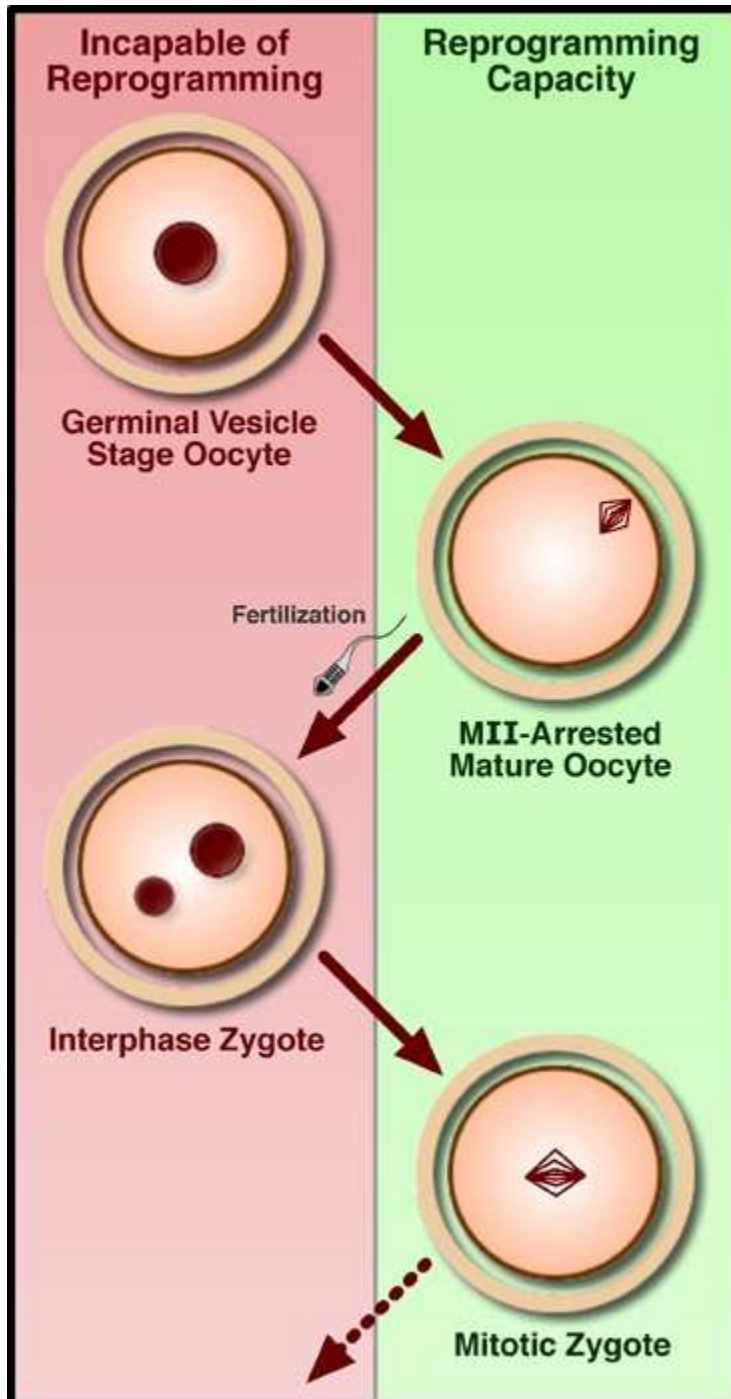 Incapable of
Reprogramming
Reprogramming
Capacity
Germinal Vesicle
Stage Oocyte
Fertilization
MII-Arrested
Mature Oocyte
Interphase Zygote
Mitotic Zygote